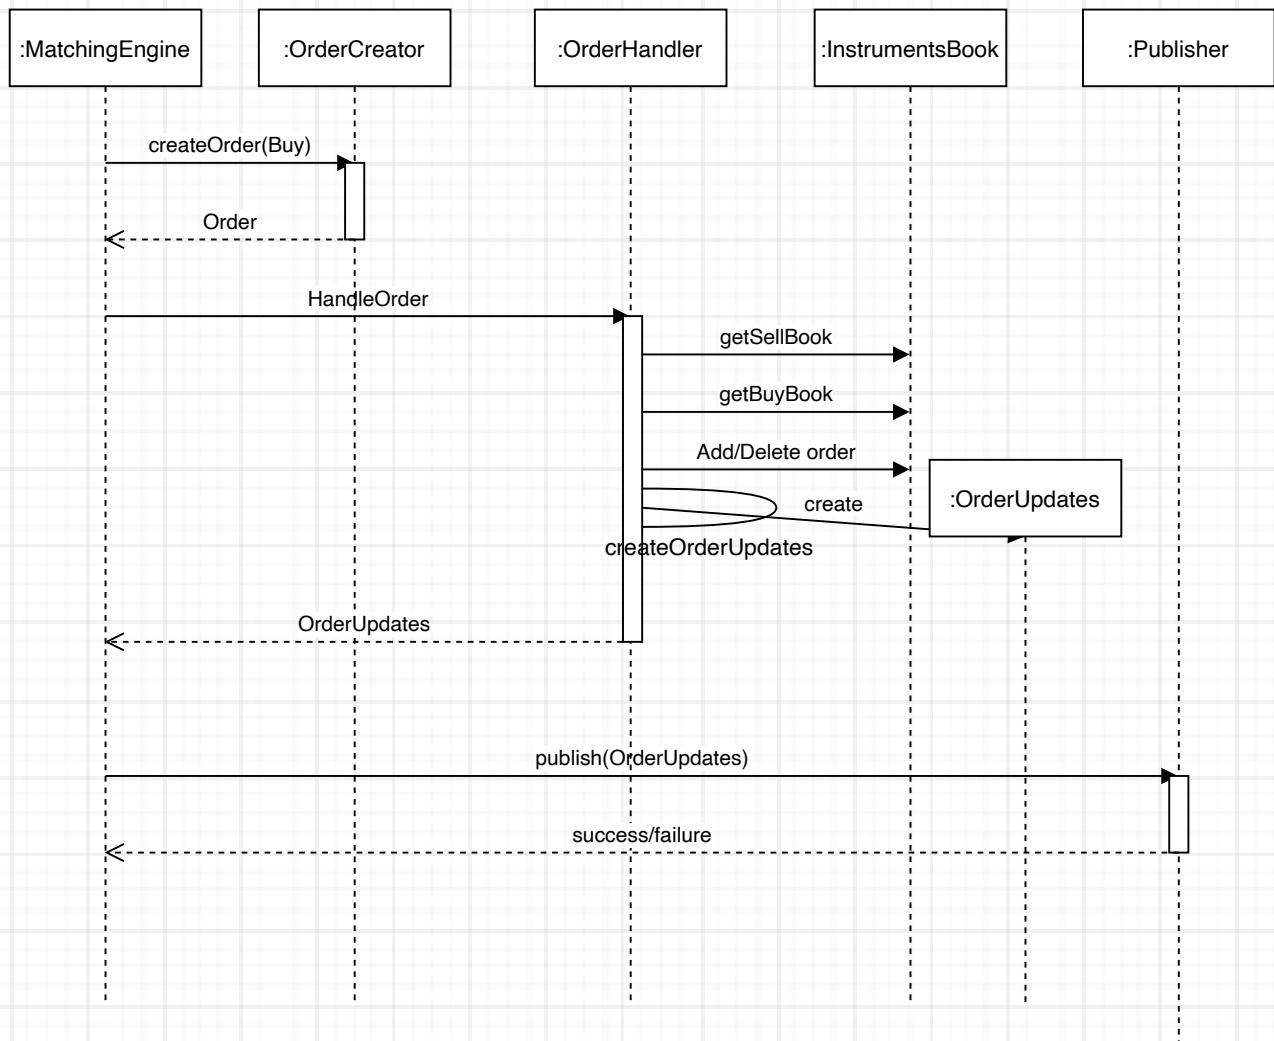 :MatchingEngine
:OrderCreator
:OrderHandler
:InstrumentsBook
:Publisher
createOrder(Buy)
Order
HandleOrder
getSellBook
getBuyBook
Add/Delete order
create
:OrderUpdates
createOrderUpdates
OrderUpdates
publish(OrderUpdates)
success/failure